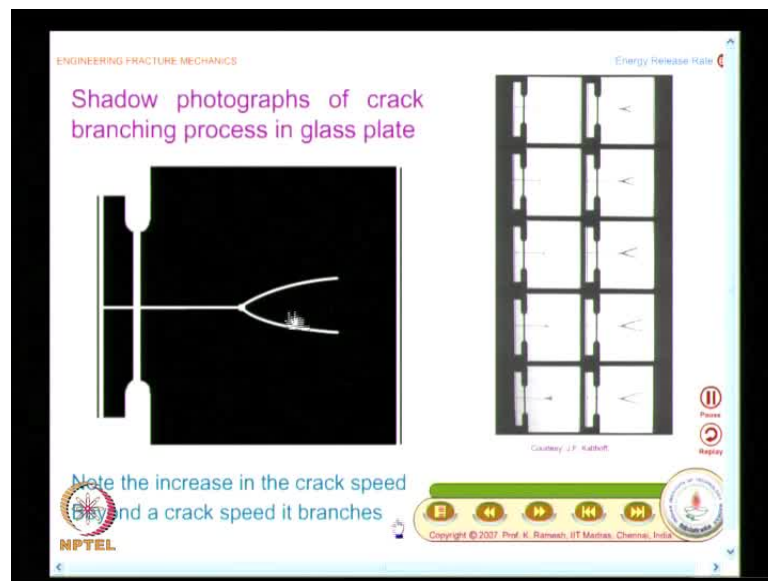 ENGINEERING FRACTURE MECHANICS
Energy Release Rate
Shadow photographs of crack
branching process in glass plate
Courtesy: J.F. Kalthoff
Pause
Replay
Note the increase in the crack speed
Beyond a crack speed it branches
NPTEL
Copyright © 2007 Prof. K. Ramesh, IIT Madras, Chennai, India